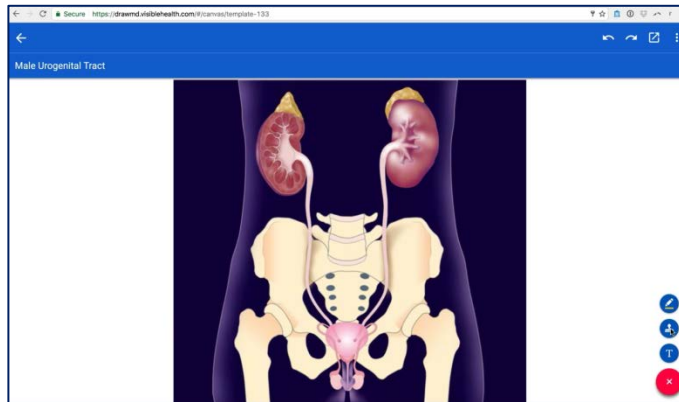 Secure https://drawmd.visiblehealth.com/#/canvas/template-133
Male Urogenital Tract
T